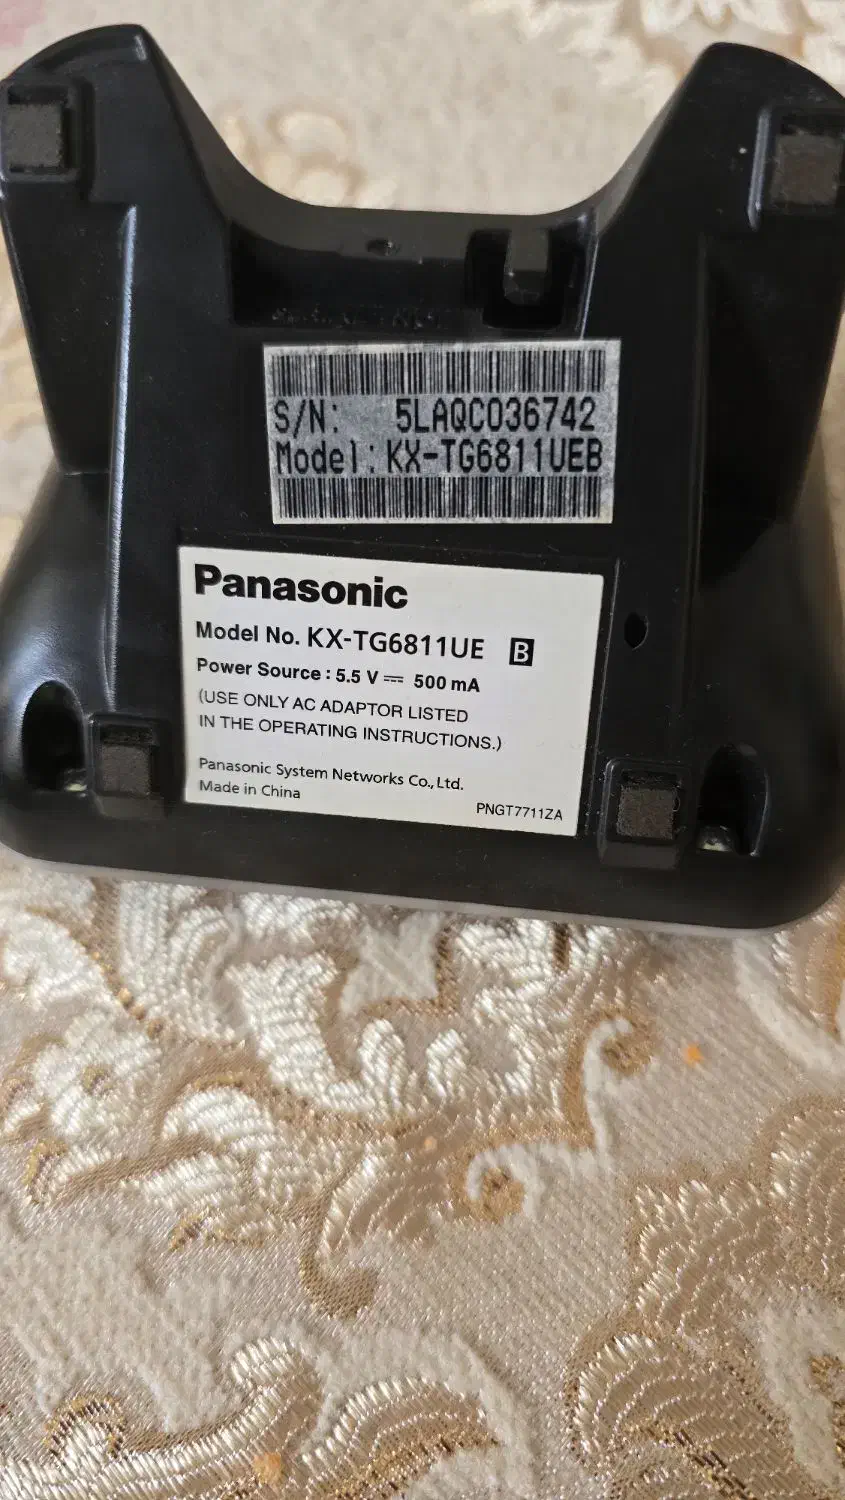 S/N: 5LAQC036742
Model: KX-TG6811UEB
Panasonic
Model No. KX-TG6811UE B
Power Source : 5.5 V ⎓ 500 mA
(USE ONLY AC ADAPTOR LISTED
IN THE OPERATING INSTRUCTIONS.)
Panasonic System Networks Co., Ltd.
Made in China
PNGT7711ZA